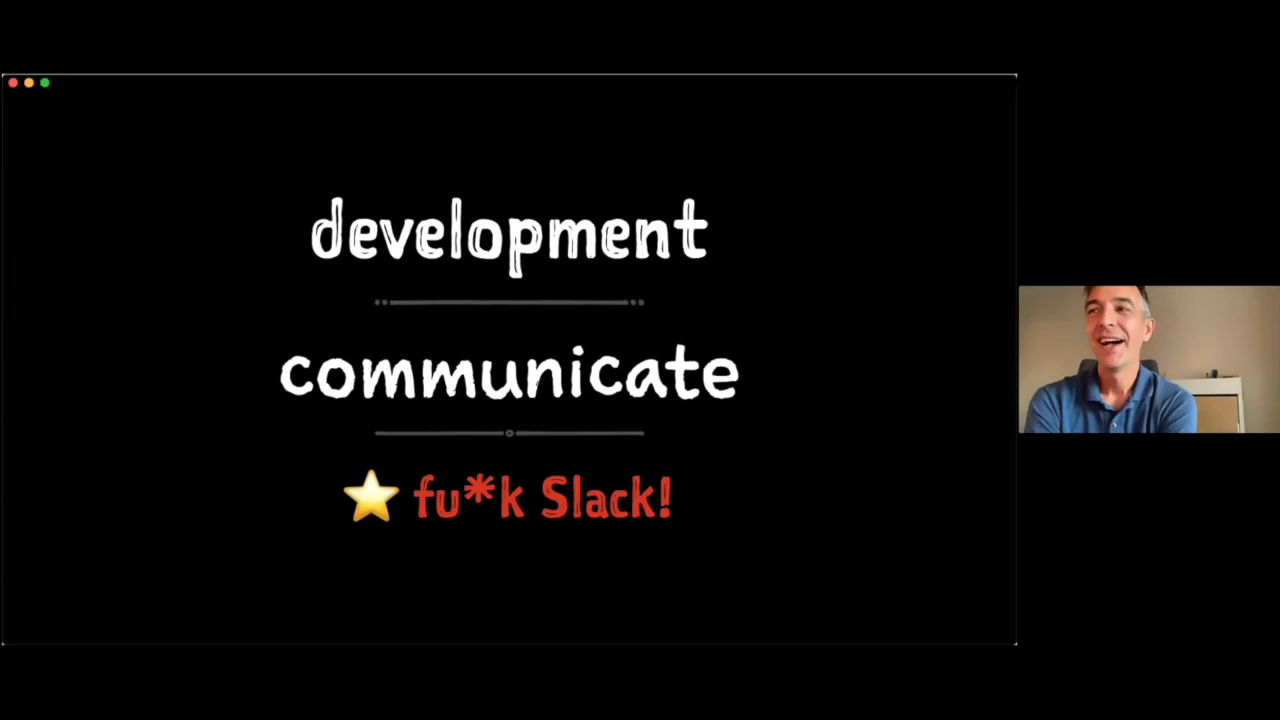 development
communicate
⭐ fu*k Slack!